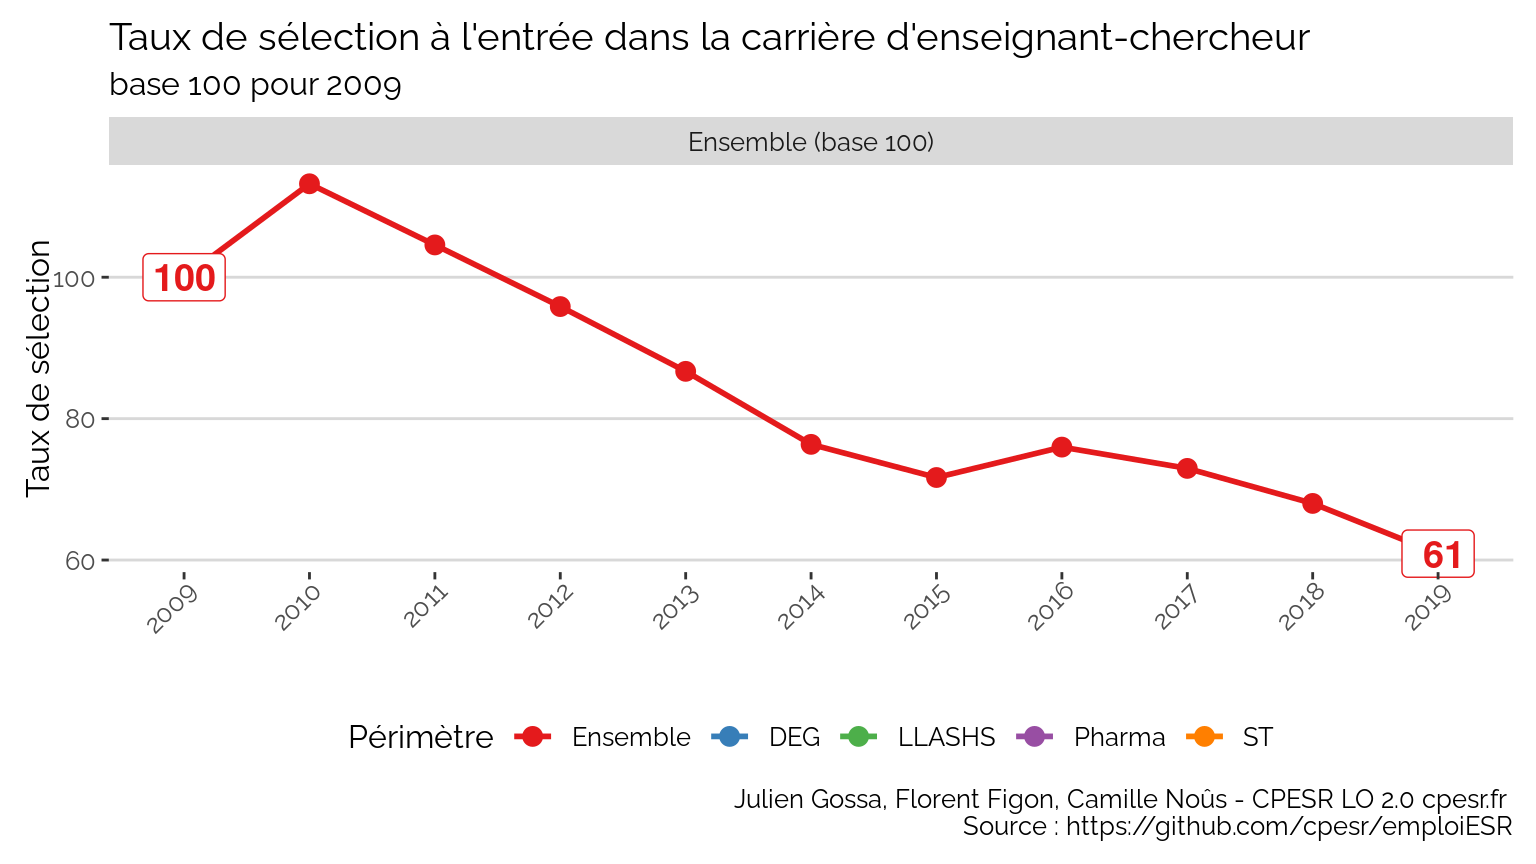 Taux de sélection à l'entrée dans la carrière d'enseignant-chercheur
base 100 pour 2009
Ensemble (base 100)
Taux de sélection
100
80
60
100
61
2009 2010 2011 2012 2013 2014 2015 2016 2017 2018 2019
Périmètre Ensemble DEG LLASHS Pharma ST
Julien Gossa, Florent Figon, Camille Noûs - CPESR LO 2.0 cpesr.fr
Source : https://github.com/cpesr/emploiESR